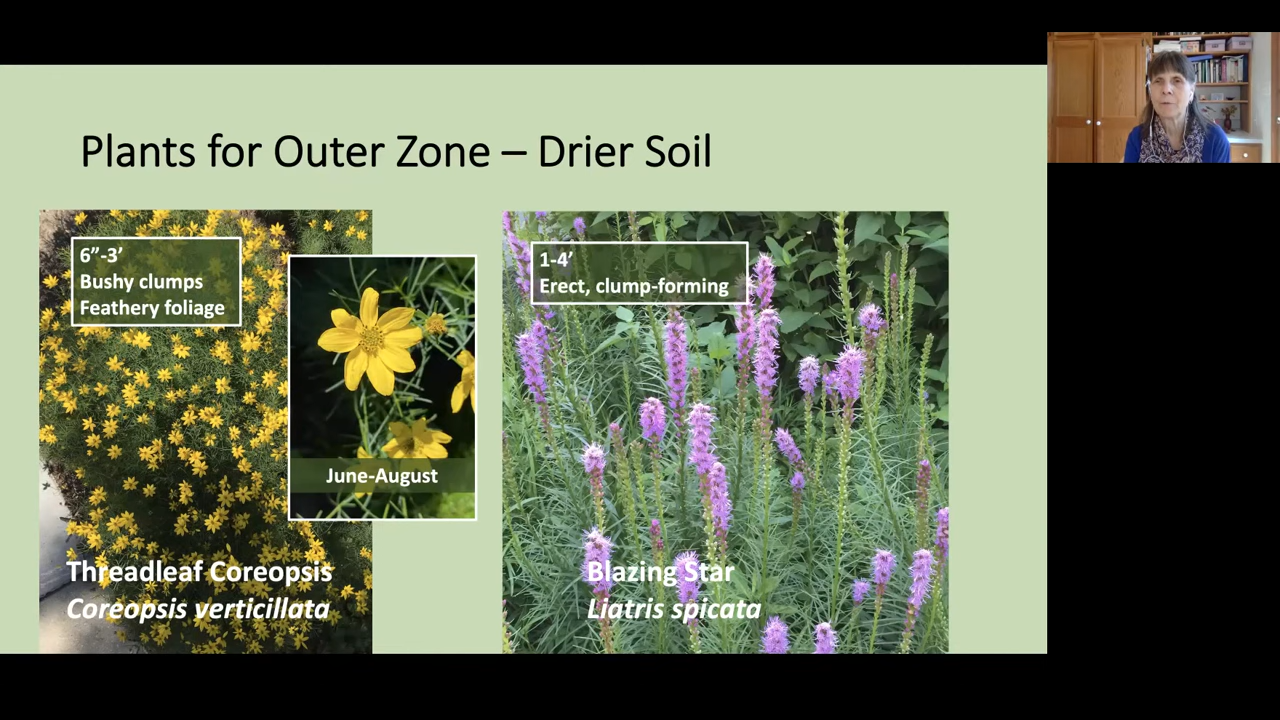 Plants for Outer Zone – Drier Soil
6”-3’
Bushy clumps
Feathery foliage
June-August
Threadleaf Coreopsis
Coreopsis verticillata
1-4’
Erect, clump-forming
Blazing Star
Liatris spicata